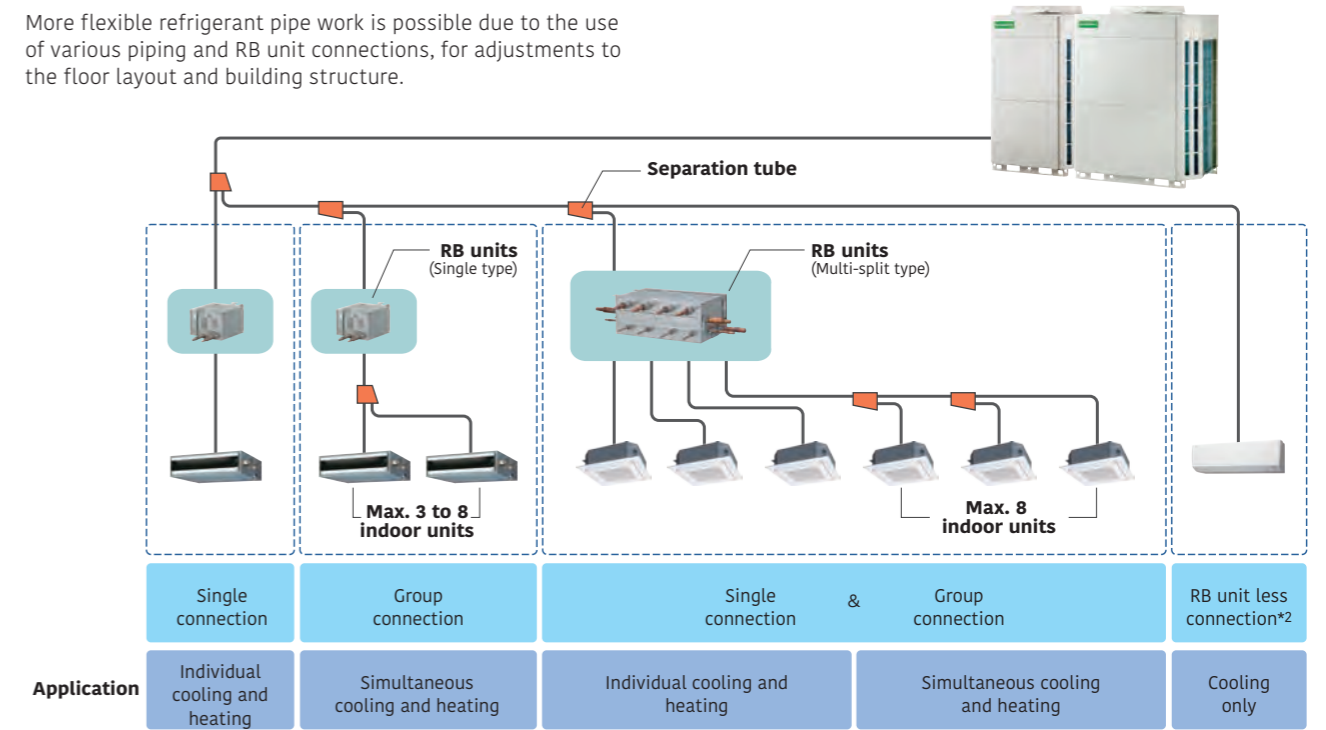 More flexible refrigerant pipe work is possible due to the use
of various piping and RB unit connections, for adjustments to
the floor layout and building structure.
Separation tube
RB units
(Single type)
RB units
(Multi-split type)
Max. 3 to 8
indoor units
Max. 8
indoor units
Single
connection
Group
connection
Single
connection
&
Group
connection
RB unit less
connection*2
Application
Individual
cooling and
heating
Simultaneous
cooling and heating
Individual cooling and
heating
Simultaneous cooling
and heating
Cooling
only